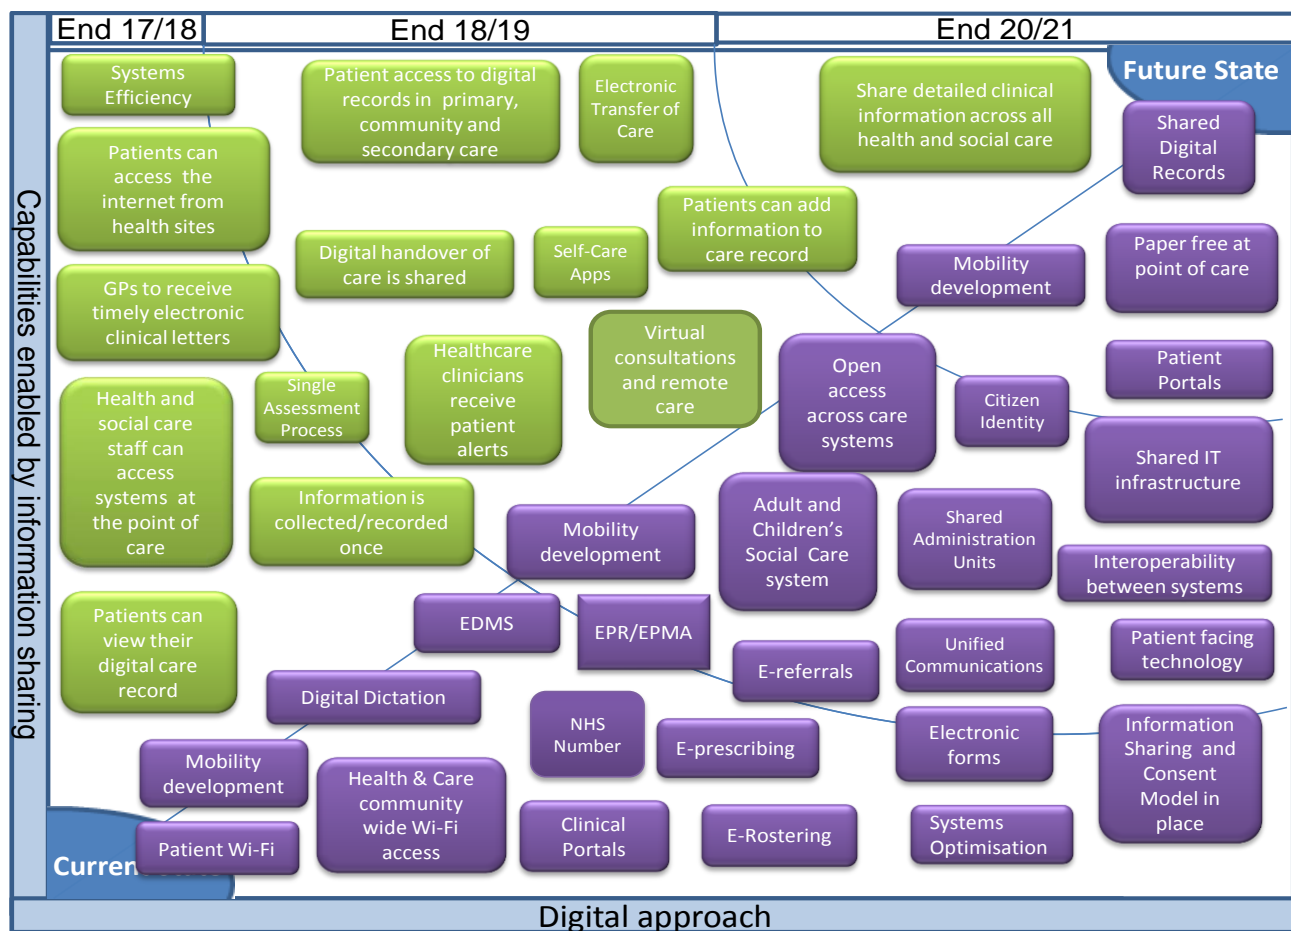 End 17/18
End 18/19
End 20/21
Capabilities enabled by information sharing
Systems
Efficiency
Patients can
access the
internet from
health sites
GPs to receive
timely electronic
clinical letters
Health and
social care
staff can
access
systems at
the point of
care
Patients can
view their
digital care
record
Patient access to digital
records in primary,
community and
secondary care
Electronic
Transfer of
Care
Digital handover of
care is shared
Self-Care
Apps
Single
Assessment
Process
Healthcare
clinicians
receive
patient
alerts
Information is
collected/recorded
once
Virtual
consultations
and remote
care
Patients can add
information to
care record
Share detailed clinical
information across all
health and social care
Future State
Shared
Digital
Records
Mobility
development
Paper free at
point of care
Open
access
across care
systems
Citizen
Identity
Patient
Portals
Shared IT
infrastructure
Mobility
development
Adult and
Children’s
Social Care
system
Shared
Administration
Units
Interoperability
between systems
EDMS
EPR/EPMA
E-referrals
Unified
Communications
Patient facing
technology
Digital Dictation
NHS
Number
E-prescribing
Electronic
forms
Information
Sharing and
Consent
Model in
place
Mobility
development
Health & Care
community
wide Wi-Fi
access
Clinical
Portals
E-Rostering
Systems
Optimisation
Patient Wi-Fi
Current
Digital approach